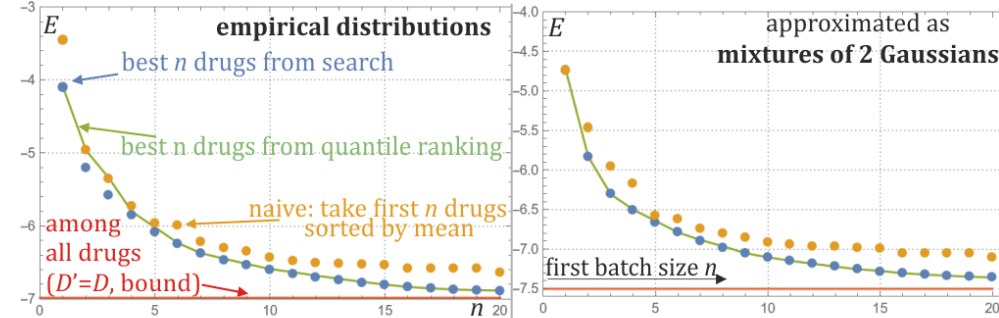 -3
E
empirical distributions
best n drugs from search
-4
best n drugs from quantile ranking
-5
naive: take first n drugs
sorted by mean
-6
among
all drugs
(D'=D, bound)
-7
n
0
5
10
15
20
-4.0
E
approximated as
mixtures of 2 Gaussians
-4.5
-5.0
-5.5
-6.0
-6.5
-7.0
first batch size n
-7.5
0
5
10
15
20